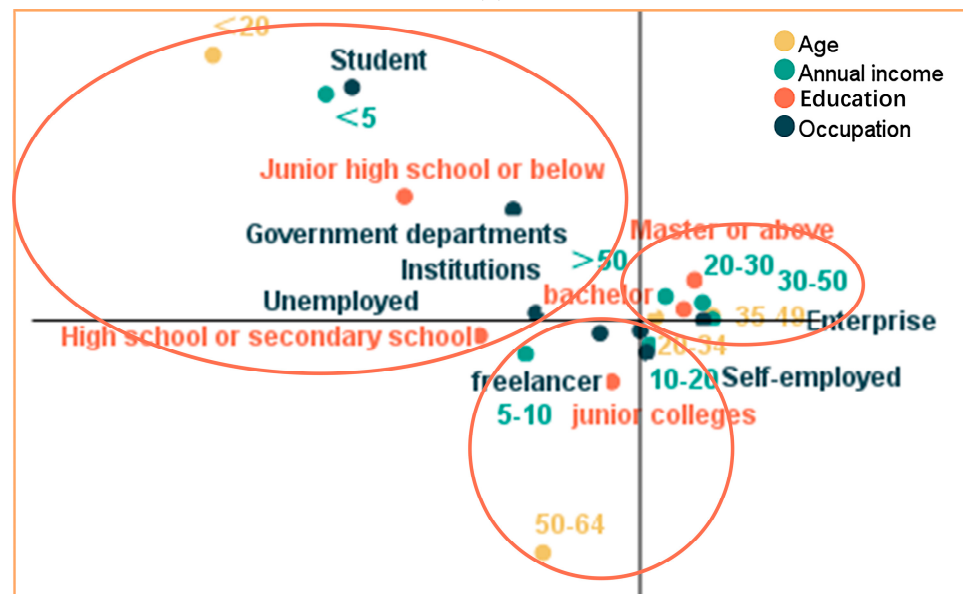 <20
Age
Annual income
Education
Occupation
Student
<5
Junior high school or below
Government departments
Institutions
>50
Master or above
20-30
30-50
bachelor
Unemployed
35-49
Enterprise
High school or secondary school
20-34
freelancer
10-20
Self-employed
5-10
junior colleges
50-64